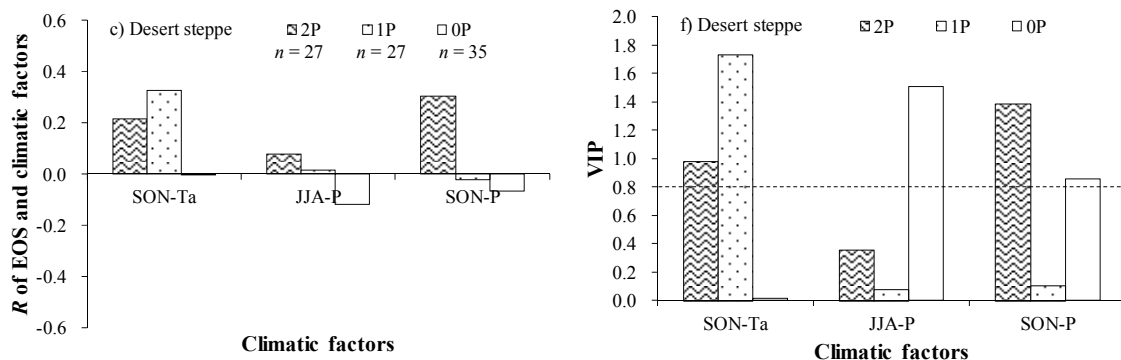 c) Desert steppe 2P 1P 0P
n = 27 n = 27 n = 35
R of EOS and climatic factors
0.6
0.4
0.2
0.0
-0.2
-0.4
-0.6
SON-Ta JJA-P SON-P
Climatic factors
f) Desert steppe 2P 1P 0P
VIP
2.0
1.8
1.6
1.4
1.2
1.0
0.8
0.6
0.4
0.2
0.0
SON-Ta JJA-P SON-P
Climatic factors